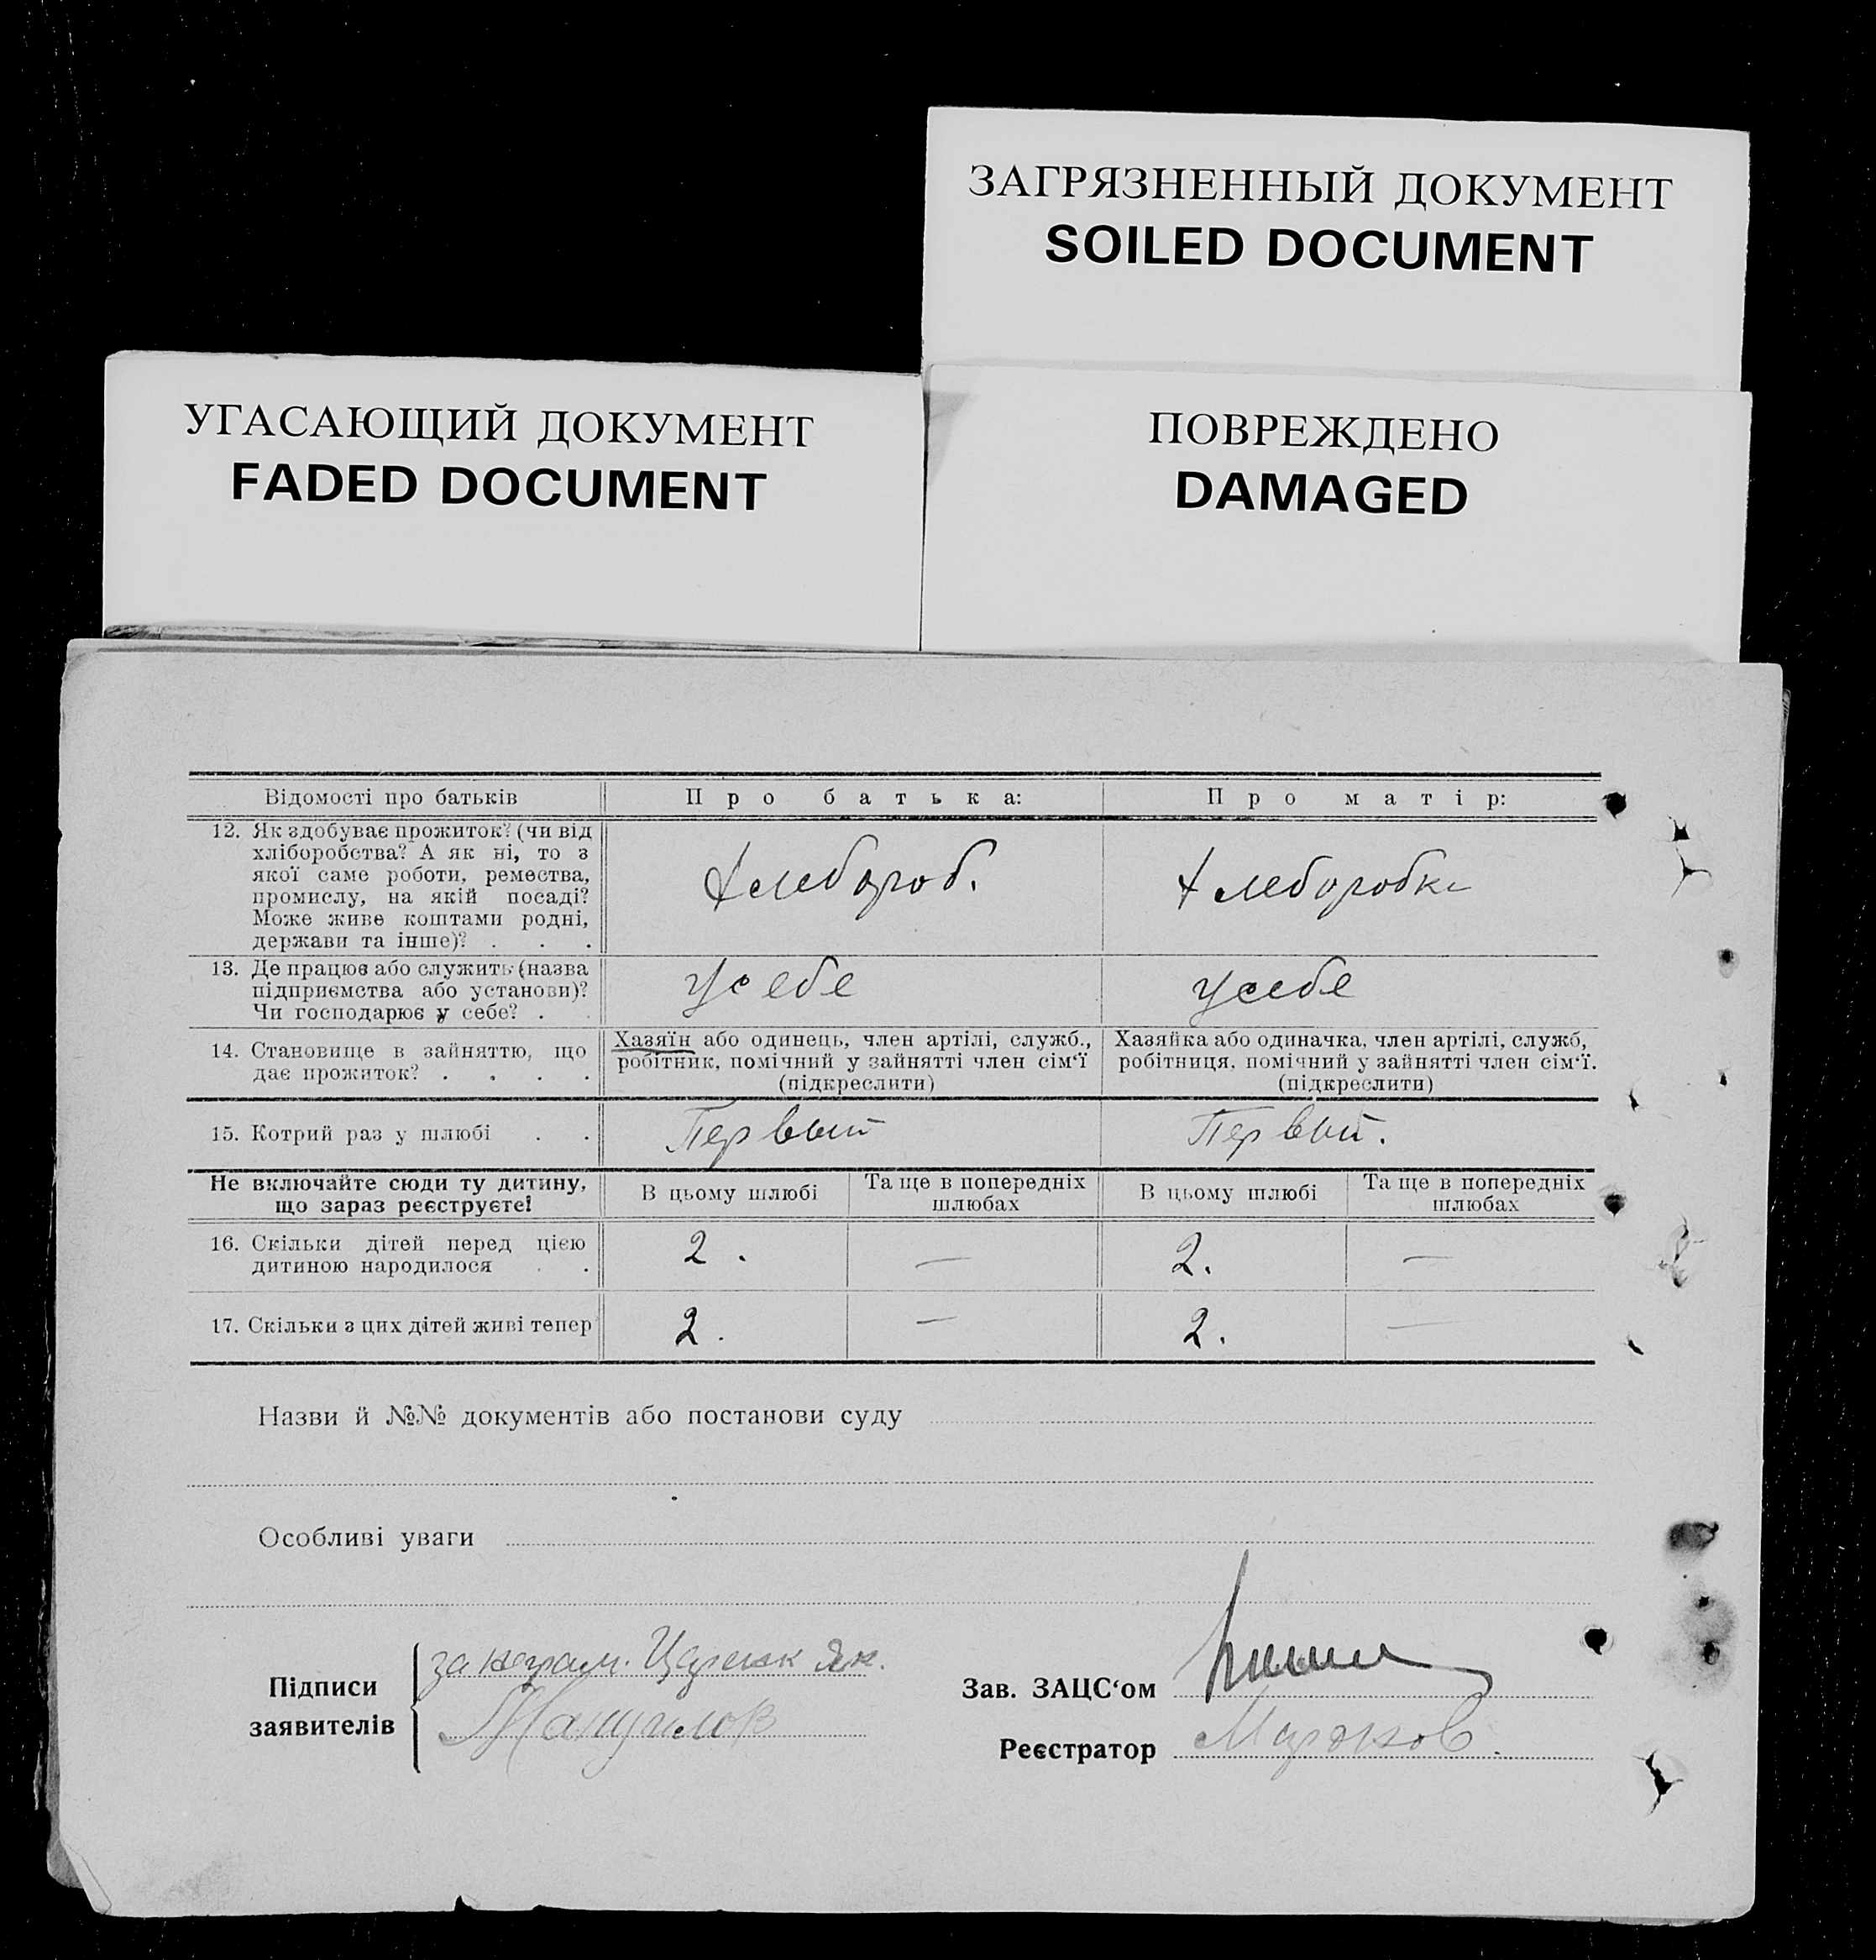 ЗАГРЯЗНЕННЫЙ ДОКУМЕНТ
SOILED DOCUMENT
УГАСАЮЩИЙ ДОКУМЕНТ
FADED DOCUMENT
ПОВРЕЖДЕНО
DAMAGED
Відомості про батьків
Про батька:
Про матір:
12. Як здобуває прожиток? (чи від
хліборобства? А як ні, то з
якої саме роботи, ремества,
промислу, на якій посаді?
Може живе коштами родні,
держави та інше)? . . .
Хлебороб.
Хлеборобка
13. Де працює або служить (назва
підприємства або установи)?
Чи господарює у себе? .
У себе
У себе
14. Становище в зайняттю, що
дає прожиток? . . . .
Хазяїн або одинець, член артілі, служб.,
робітник, помічний у зайнятті член сім'ї
(підкреслити)
Хазяйка або одиначка, член артілі, служб,
робітниця, помічний у зайнятті член сім'ї.
(підкреслити)
15. Котрий раз у шлюбі . .
Первый
Первый.
Не включайте сюди ту дитину,
що зараз реєструєте!
В цьому шлюбі
Та ще в попередніх
шлюбах
В цьому шлюбі
Та ще в попередніх
шлюбах
16. Скільки дітей перед цією
дитиною народилося . .
2.
—
2.
—
17. Скільки з цих дітей живі тепер
2.
—
2.
—
Назви й №№ документів або постанови суду
Особливі уваги
Підписи
заявителів
за неграм.
Зав. ЗАЦС'ом
Реєстратор